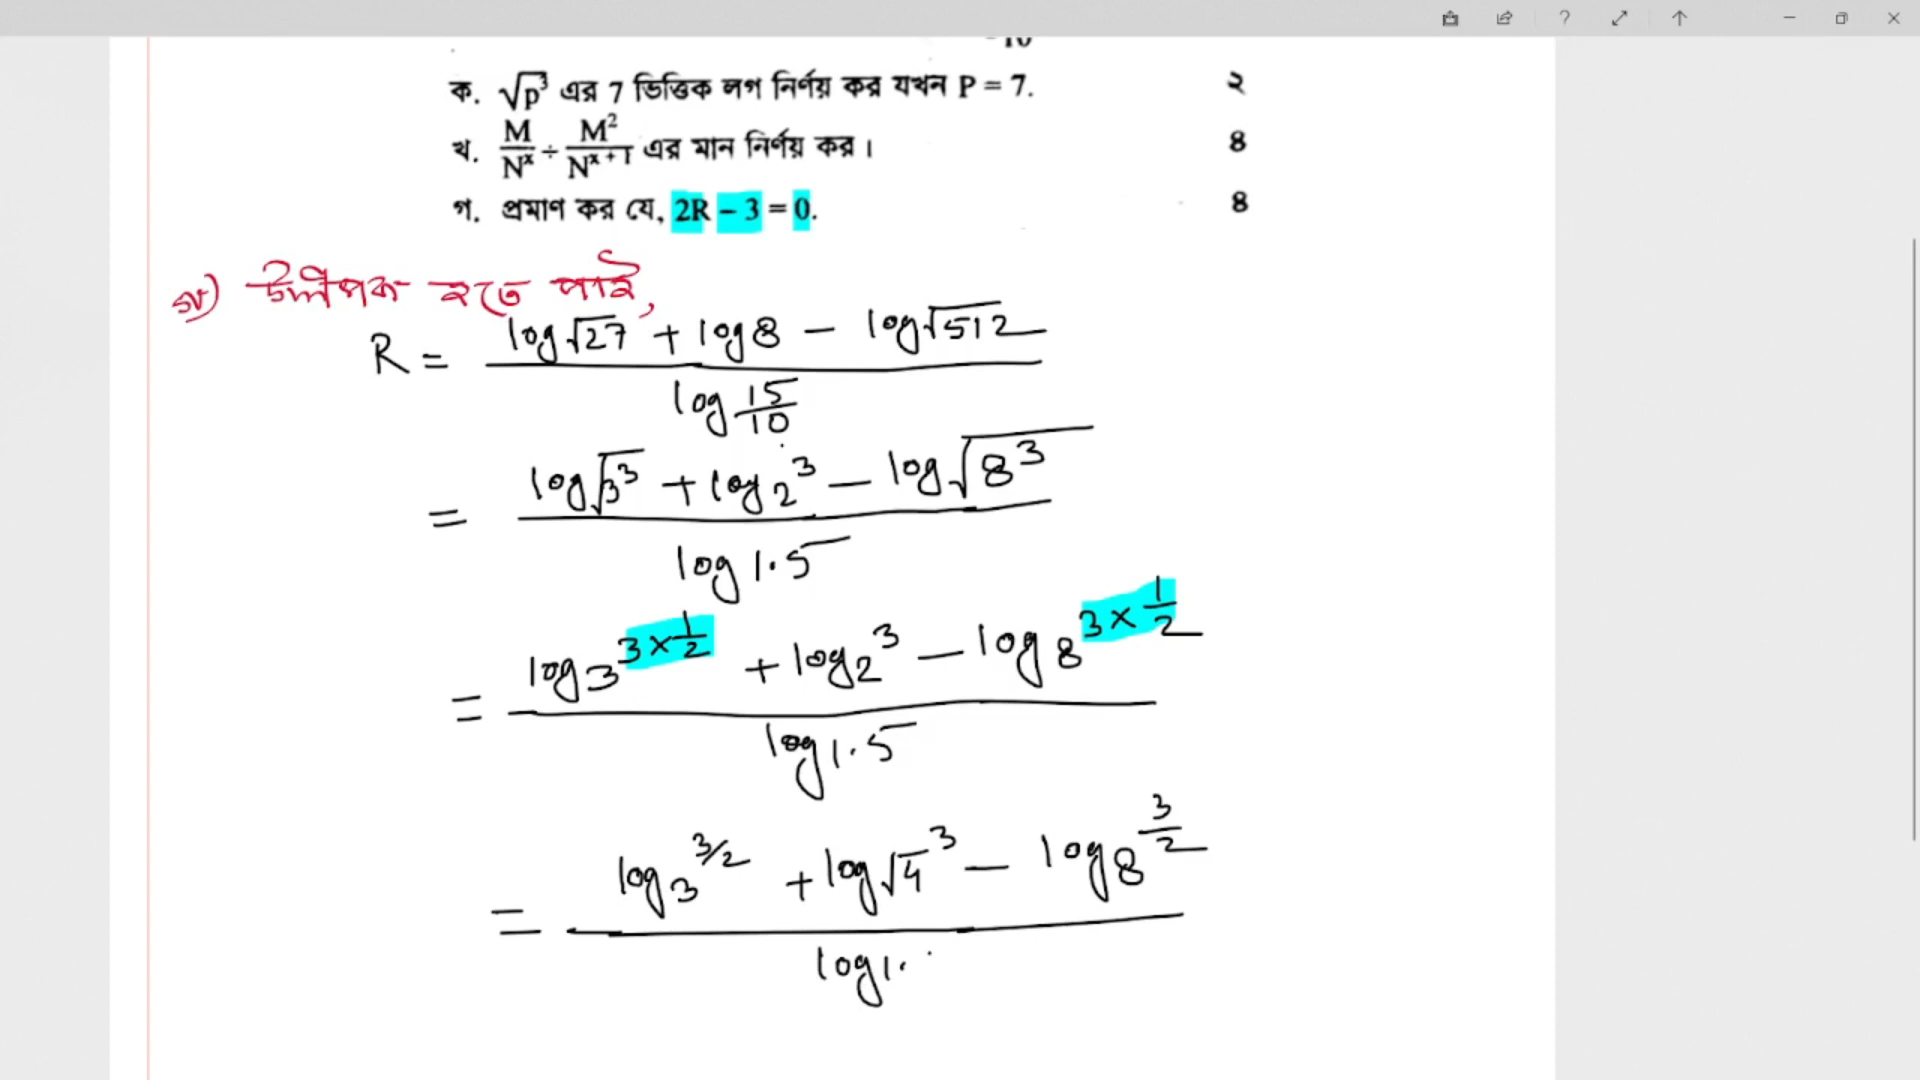 ক. √p³ এর 7 ভিত্তিক লগ নির্ণয় কর যখন P = 7. ২
খ. M/Nˣ ÷ M²/Nˣ⁺¹ এর মান নির্ণয় কর। 8
গ. প্রমাণ কর যে, 2R – 3 = 0. 8
গ) উদ্দীপক হতে পাই,
R = (log√27 + log8 − log√512) / (log 15/10)
= (log√3³ + log2³ − log√8³) / (log1.5)
= (log3^(3×1/2) + log2³ − log8^(3×1/2)) / (log1.5)
= (log3^(3/2) + log√4³ − log8^(3/2)) / (log1.